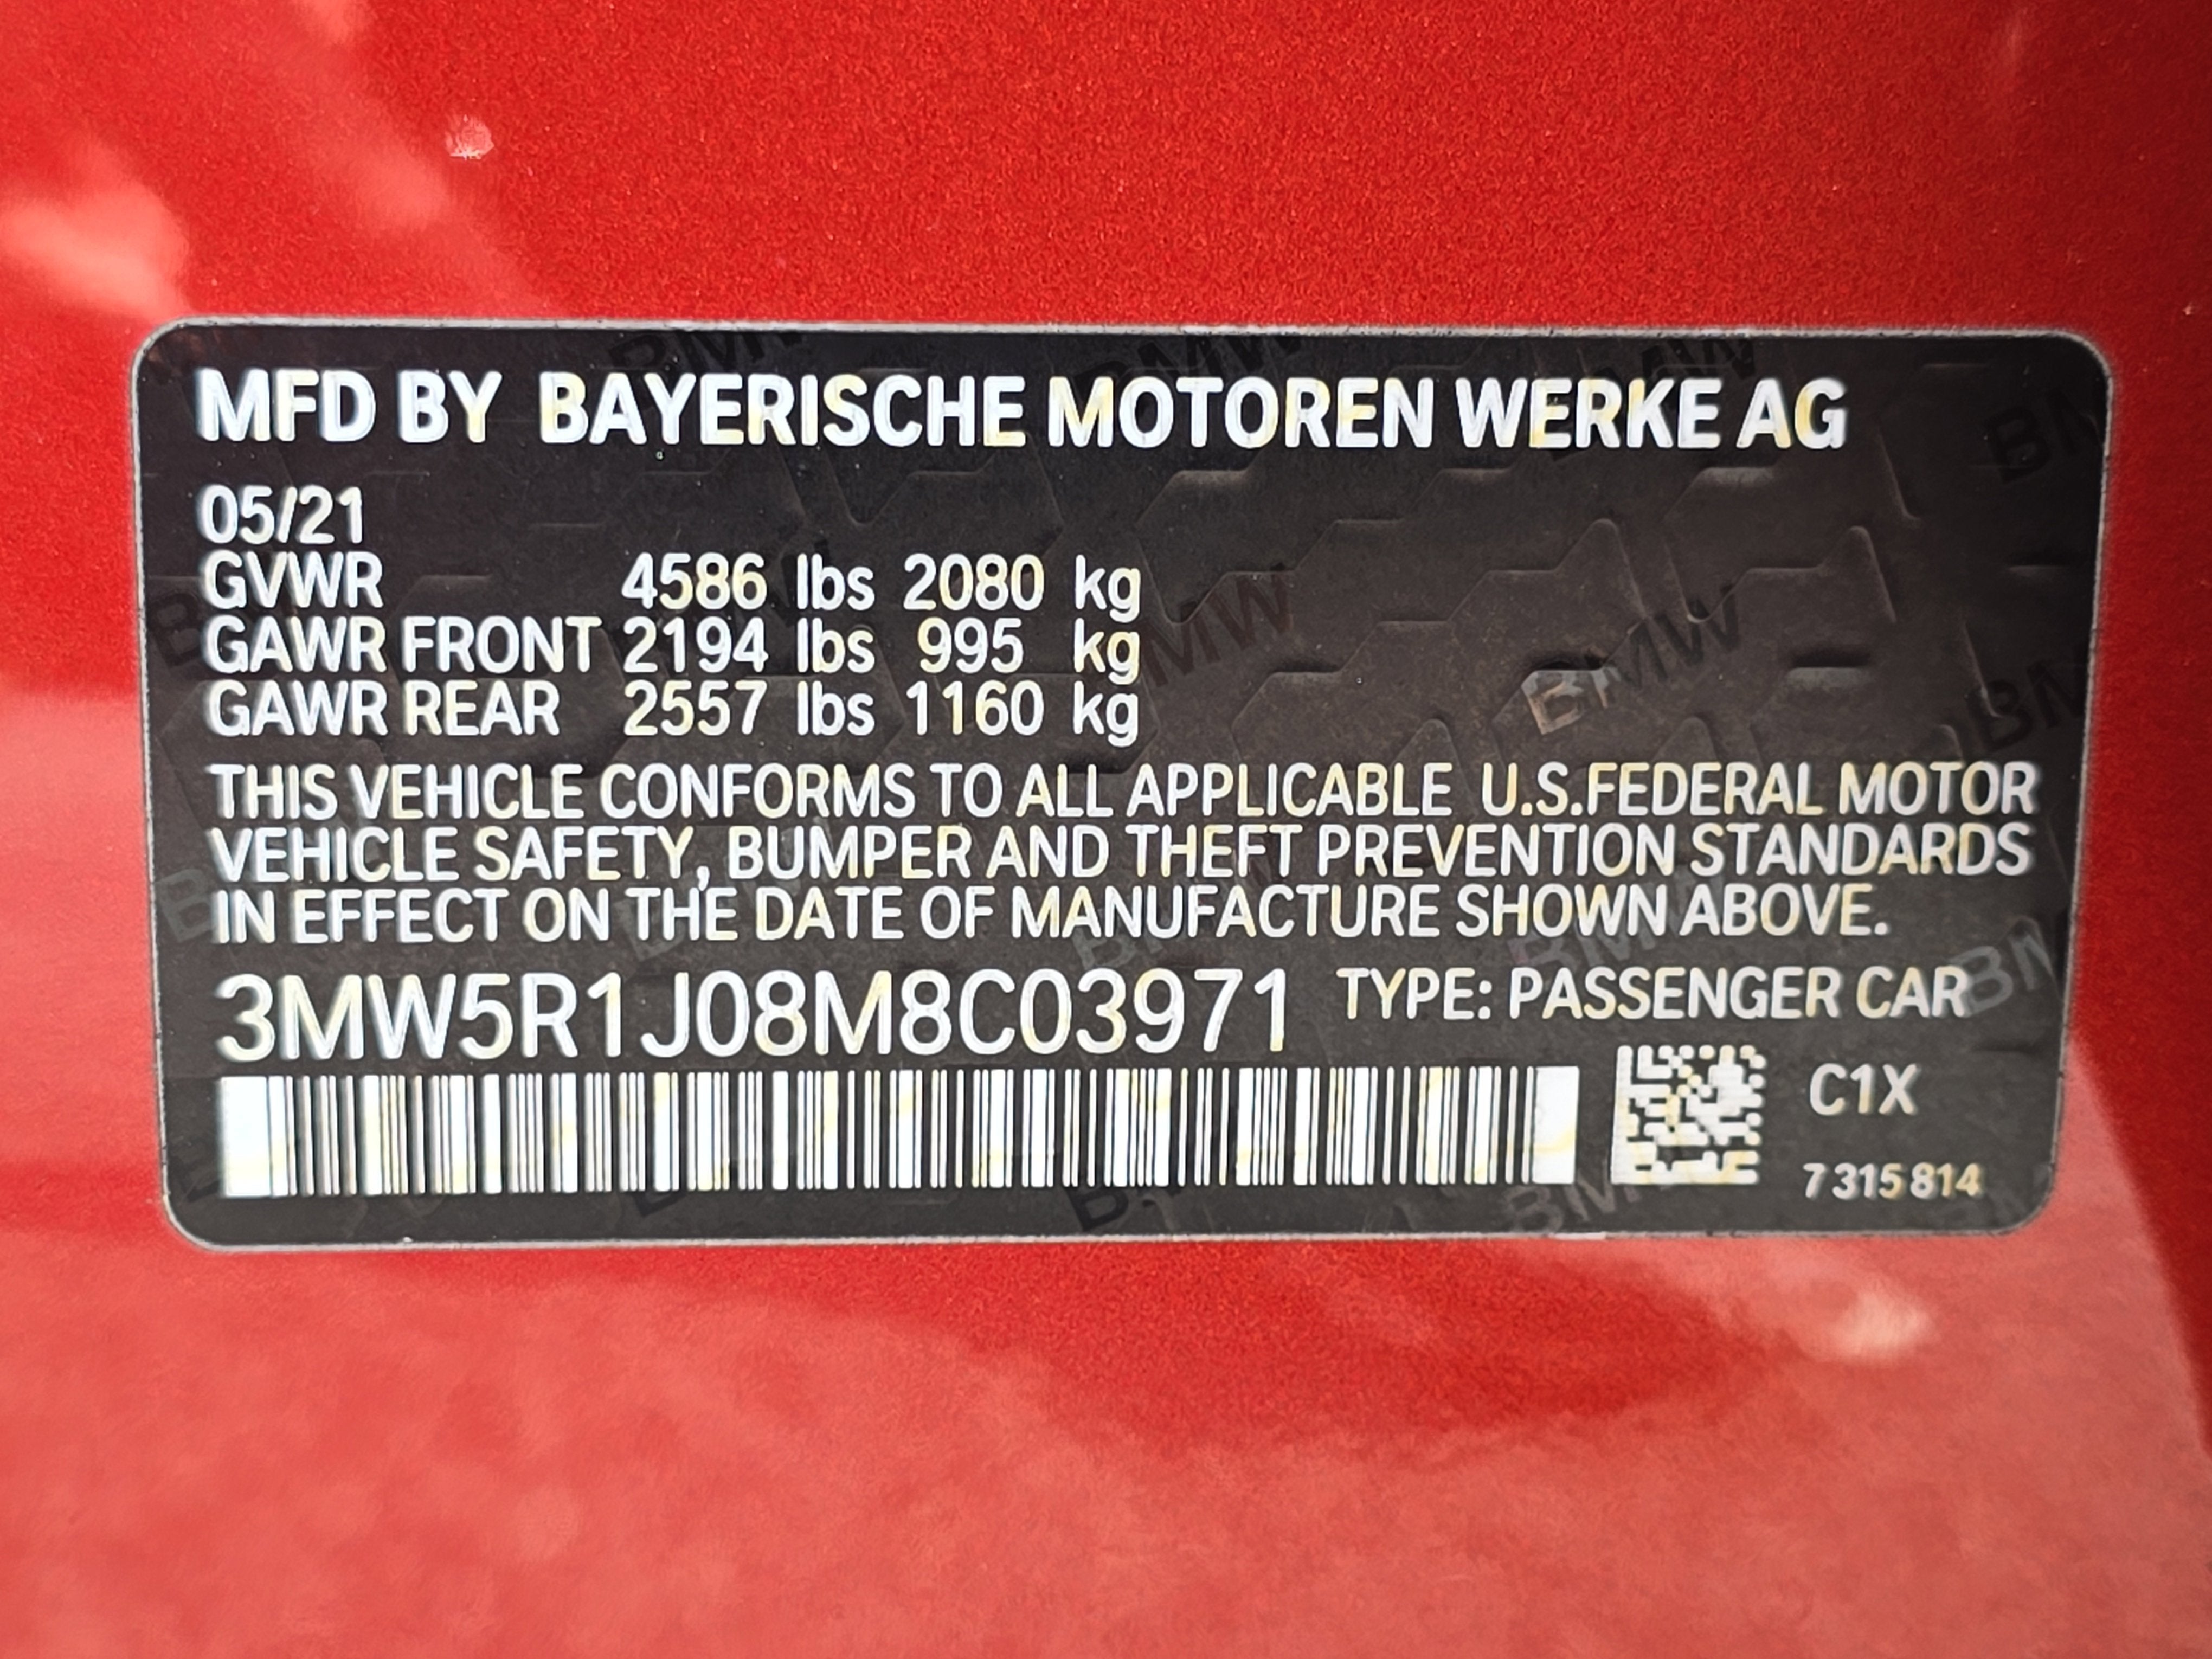 MFD BY BAYERISCHE MOTOREN WERKE AG
05/21
GVWR 4586 lbs 2080 kg
GAWR FRONT 2194 lbs 995 kg
GAWR REAR 2557 lbs 1160 kg
THIS VEHICLE CONFORMS TO ALL APPLICABLE U.S.FEDERAL MOTOR
VEHICLE SAFETY, BUMPER AND THEFT PREVENTION STANDARDS
IN EFFECT ON THE DATE OF MANUFACTURE SHOWN ABOVE.
3MW5R1J08M8C03971 TYPE: PASSENGER CAR
C1X
7 315 814